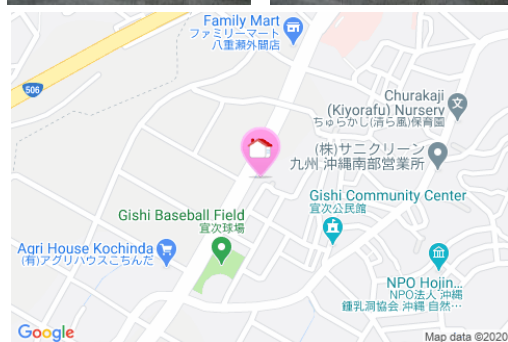 Family Mart
ファミリーマート
八重瀬外間店
506
Churakaji
(Kiyorafu) Nursery
ちゅらかじ(清ら風)保育園
(株)サニクリーン
九州 沖縄南部営業所
Gishi Community Center
宜次公民館
Gishi Baseball Field
宜次球場
Agri House Kochinda
(有)アグリハウスこちんだ
NPO Hojin...
NPO法人 沖縄
鍾乳洞協会 沖縄 自然…
Google
Map data ©2020